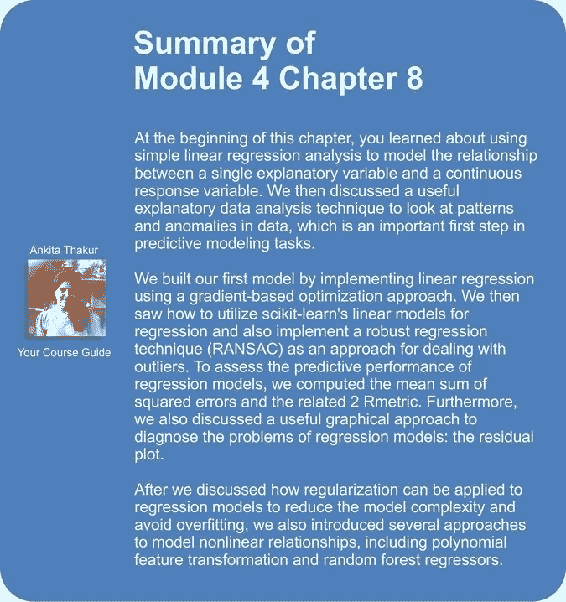 Summary of
Module 4 Chapter 8
At the beginning of this chapter, you learned about using
simple linear regression analysis to model the relationship
between a single explanatory variable and a continuous
response variable. We then discussed a useful
explanatory data analysis technique to look at patterns
and anomalies in data, which is an important first step in
predictive modeling tasks.
Ankita Thakur
Your Course Guide
We built our first model by implementing linear regression
using a gradient-based optimization approach. We then
saw how to utilize scikit-learn's linear models for
regression and also implement a robust regression
technique (RANSAC) as an approach for dealing with
outliers. To assess the predictive performance of
regression models, we computed the mean sum of
squared errors and the related 2 Rmetric. Furthermore,
we also discussed a useful graphical approach to
diagnose the problems of regression models: the residual
plot.
After we discussed how regularization can be applied to
regression models to reduce the model complexity and
avoid overfitting, we also introduced several approaches
to model nonlinear relationships, including polynomial
feature transformation and random forest regressors.